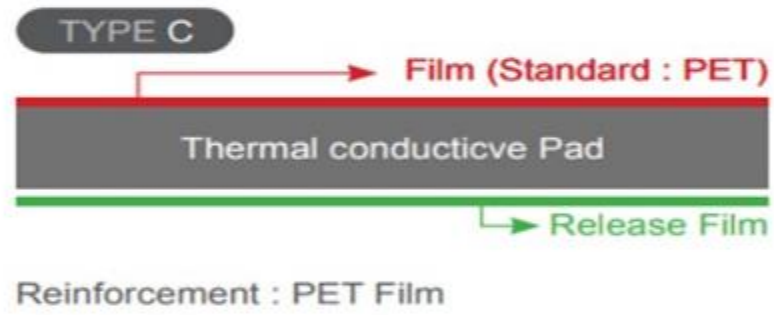 TYPE C
Film (Standard : PET)
Thermal conducticve Pad
Release Film
Reinforcement : PET Film